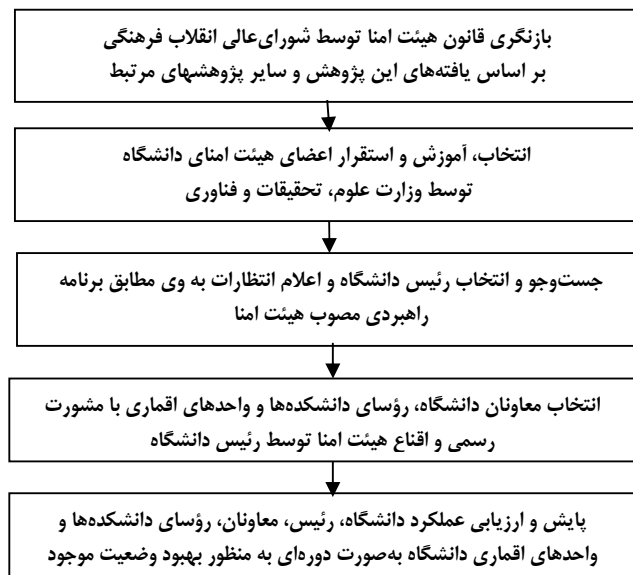 بازنگری قانون هیئت امنا توسط شورای‌عالی انقلاب فرهنگی
بر اساس یافته‌های این پژوهش و سایر پژوهشهای مرتبط
انتخاب، آموزش و استقرار اعضای هیئت امنای دانشگاه
توسط وزارت علوم، تحقیقات و فناوری
جست‌وجو و انتخاب رئیس دانشگاه و اعلام انتظارات به وی مطابق برنامه
راهبردی مصوب هیئت امنا
انتخاب معاونان دانشگاه، رؤسای دانشکده‌ها و واحدهای اقماری با مشورت
رسمی و اقناع هیئت امنا توسط رئیس دانشگاه
پایش و ارزیابی عملکرد دانشگاه، رئیس، معاونان، رؤسای دانشکده‌ها و
واحدهای اقماری دانشگاه به‌صورت دوره‌ای به منظور بهبود وضعیت موجود